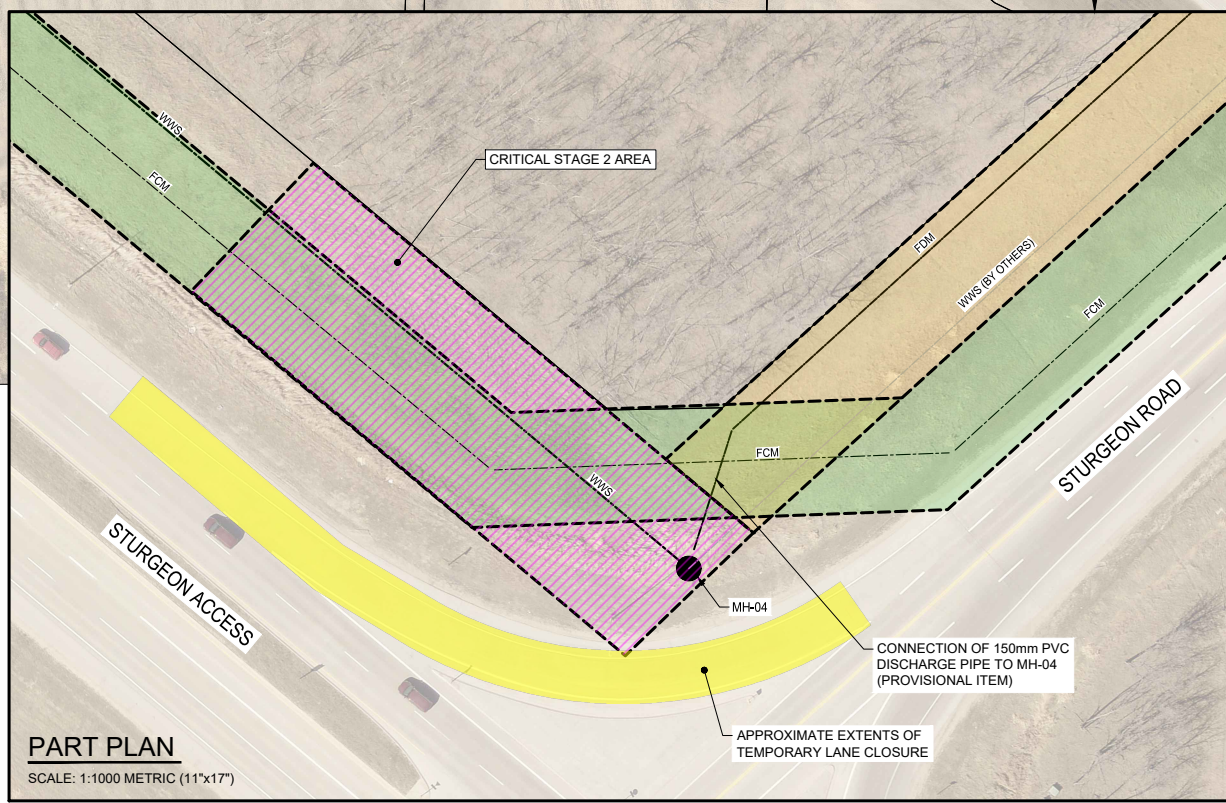 WWS
FCM
CRITICAL STAGE 2 AREA
FDM
WWS (BY OTHERS)
FCM
STURGEON ROAD
FCM
WWS
STURGEON ACCESS
MH-04
CONNECTION OF 150mm PVC
DISCHARGE PIPE TO MH-04
(PROVISIONAL ITEM)
APPROXIMATE EXTENTS OF
TEMPORARY LANE CLOSURE
PART PLAN
SCALE: 1:1000 METRIC (11"x17")